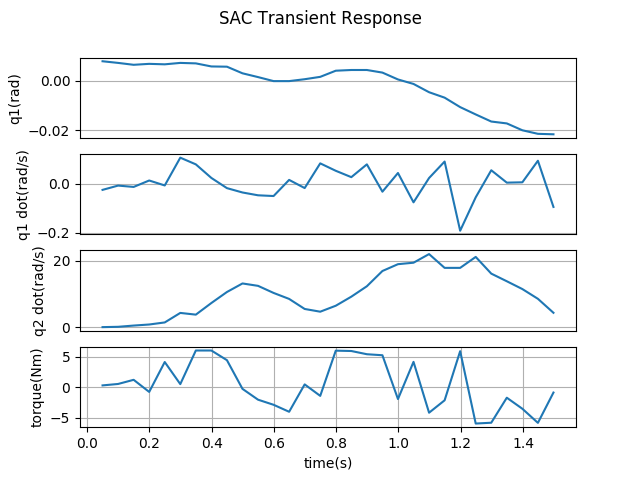 SAC Transient Response
q1(rad)
0.00
−0.02
q1 dot(rad/s)
0.0
−0.2
q2 dot(rad/s)
20
0
torque(Nm)
5
0
−5
0.0 0.2 0.4 0.6 0.8 1.0 1.2 1.4
time(s)